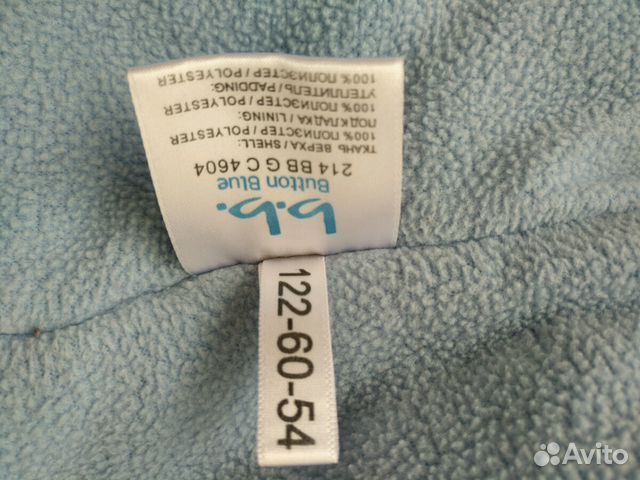 b.b.
Button Blue
214 BB G C 4604
ТКАНЬ ВЕРХА / SHELL:
100% ПОЛИЭСТЕР / POLYESTER
ПОДКЛАДКА / LINING:
100% ПОЛИЭСТЕР / POLYESTER
УТЕПЛИТЕЛЬ / PADDING:
100% ПОЛИЭСТЕР / POLYESTER
122-60-54
Avito